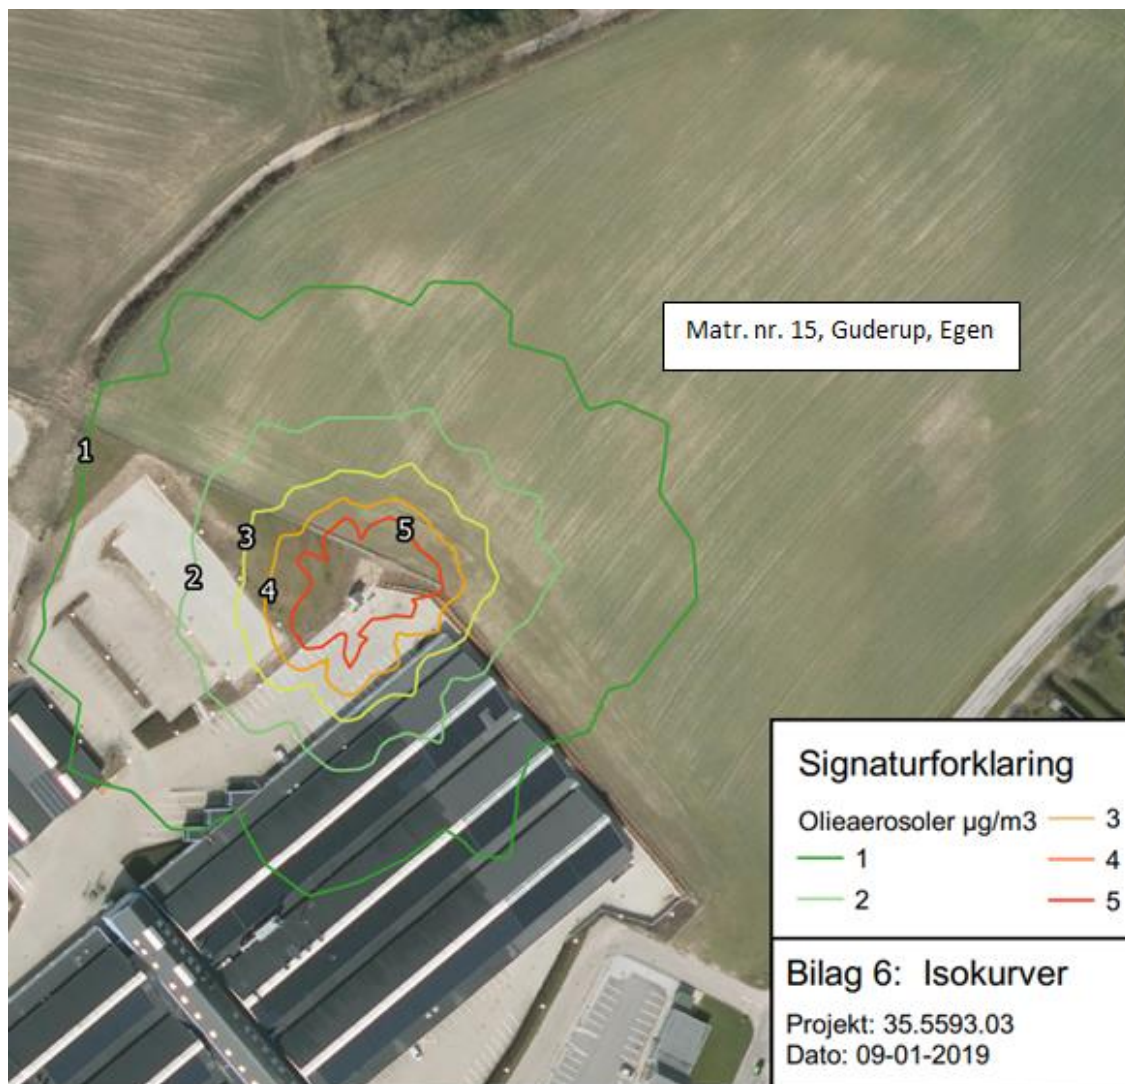 Matr. nr. 15, Guderup, Egen
1
2
3
4
5
Signaturforklaring
Olieaerosoler µg/m3
1
2
3
4
5
Bilag 6: Isokurver
Projekt: 35.5593.03
Dato: 09-01-2019